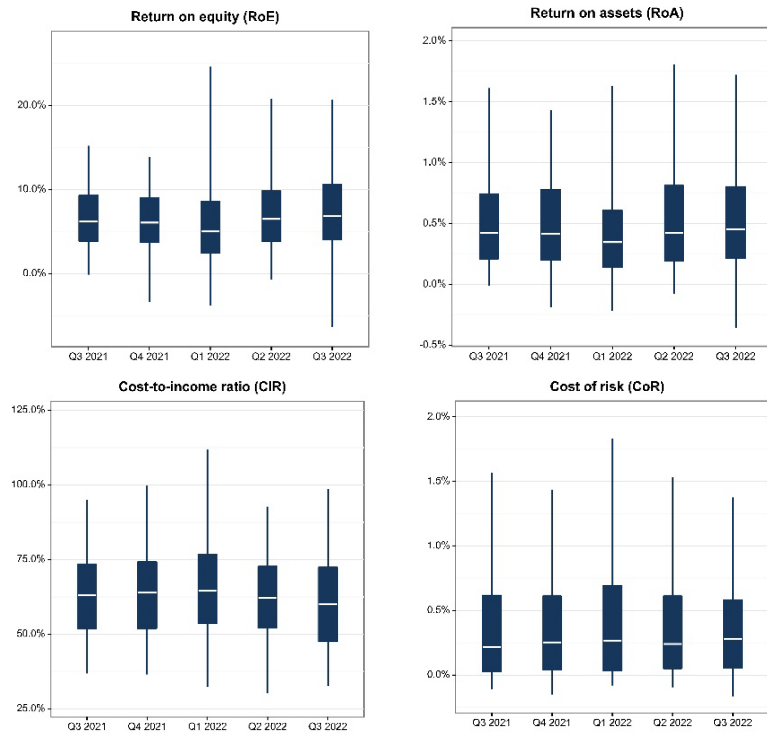 Return on equity (RoE)
20.0%
10.0%
0.0%
Q3 2021 Q4 2021 Q1 2022 Q2 2022 Q3 2022
Return on assets (RoA)
2.0%
1.5%
1.0%
0.5%
0.0%
-0.5%
Q3 2021 Q4 2021 Q1 2022 Q2 2022 Q3 2022
Cost-to-income ratio (CIR)
125.0%
100.0%
75.0%
50.0%
25.0%
Q3 2021 Q4 2021 Q1 2022 Q2 2022 Q3 2022
Cost of risk (CoR)
2.0%
1.5%
1.0%
0.5%
0.0%
Q3 2021 Q4 2021 Q1 2022 Q2 2022 Q3 2022